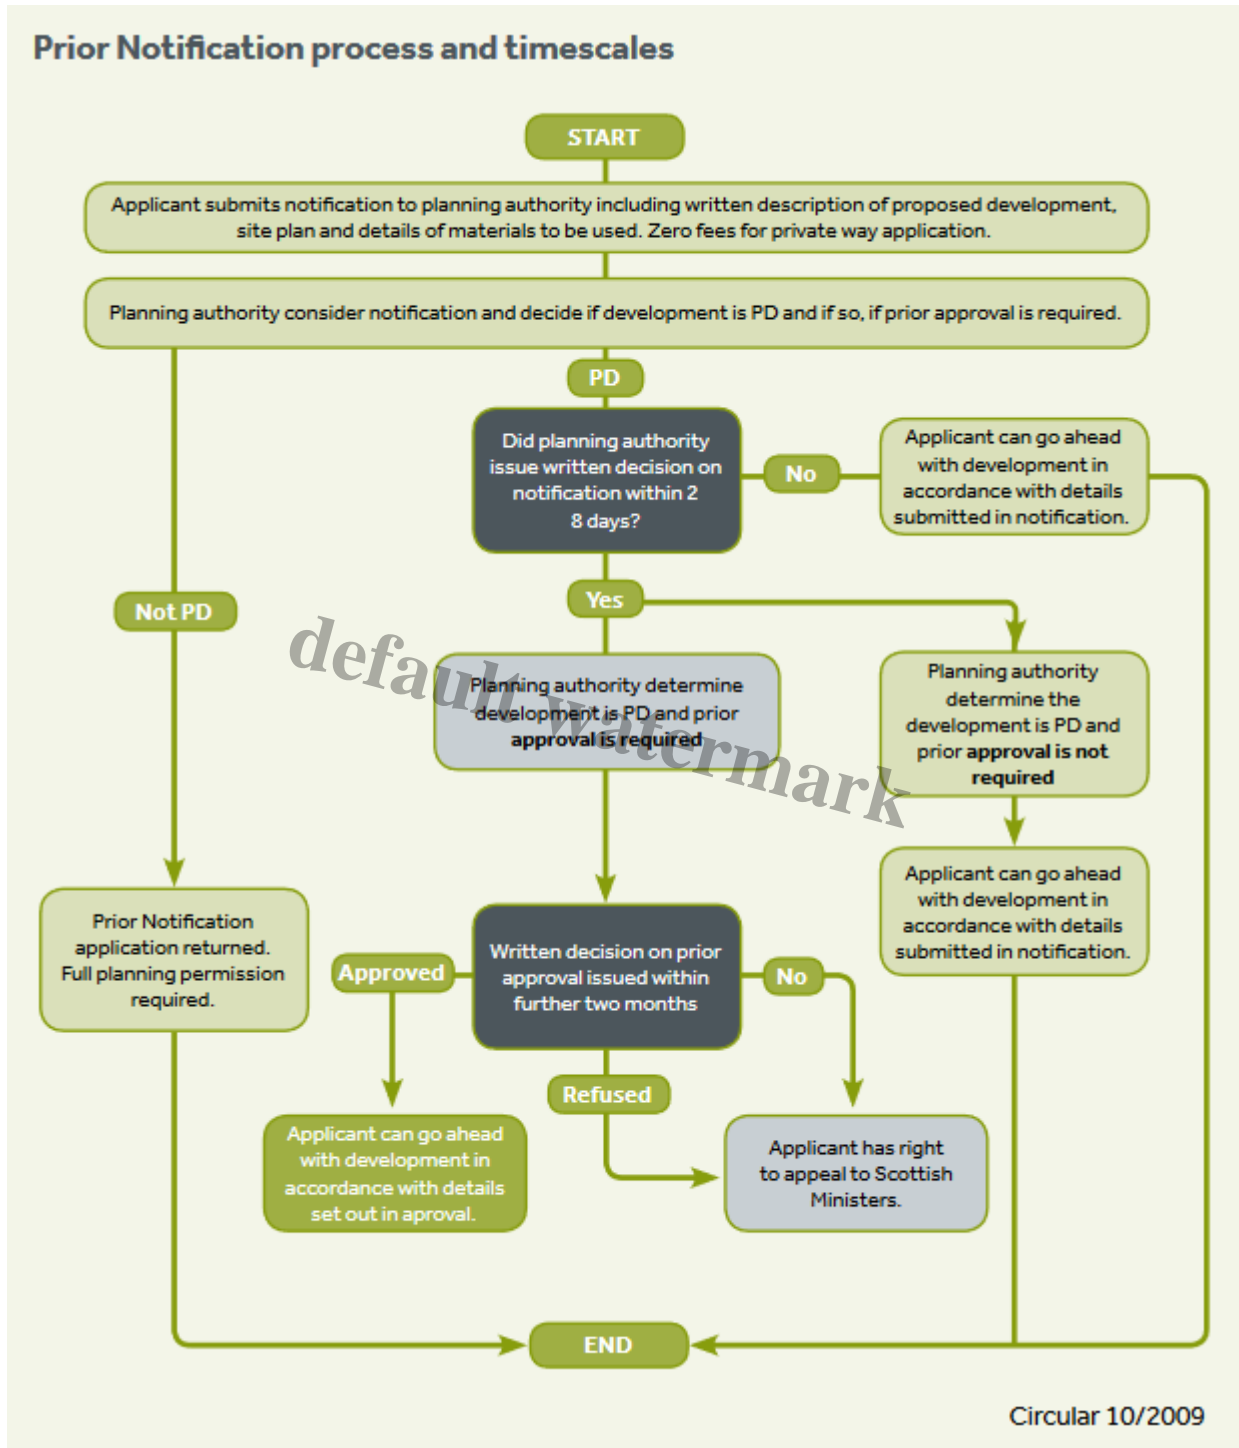 Prior Notification process and timescales
START
Applicant submits notification to planning authority including written description of proposed development,
site plan and details of materials to be used. Zero fees for private way application.
Planning authority consider notification and decide if development is PD and if so, if prior approval is required.
PD
Did planning authority
issue written decision on
notification within 2
8 days?
No
Applicant can go ahead
with development in
accordance with details
submitted in notification.
Not PD
Yes
Planning authority determine
development is PD and prior
approval is required
Planning authority
determine the
development is PD and
prior approval is not
required
default watermark
Applicant can go ahead
with development in
accordance with details
submitted in notification.
Prior Notification
application returned.
Full planning permission
required.
Approved
Written decision on prior
approval issued within
further two months
No
Refused
Applicant can go ahead
with development in
accordance with details
set out in aproval.
Applicant has right
to appeal to Scottish
Ministers.
END
Circular 10/2009